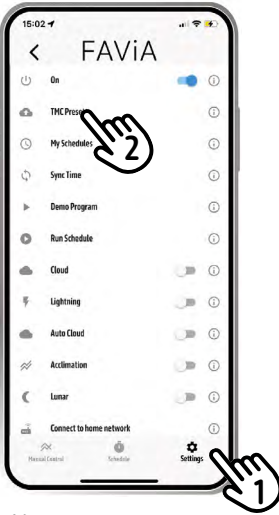 15:02
FAViA
On
TMC Preset
2
My Schedules
Sync Time
Demo Program
Run Schedule
Cloud
Lightning
Auto Cloud
Acclimation
Lunar
Connect to home network
Manual Control
Schedule
Settings
1